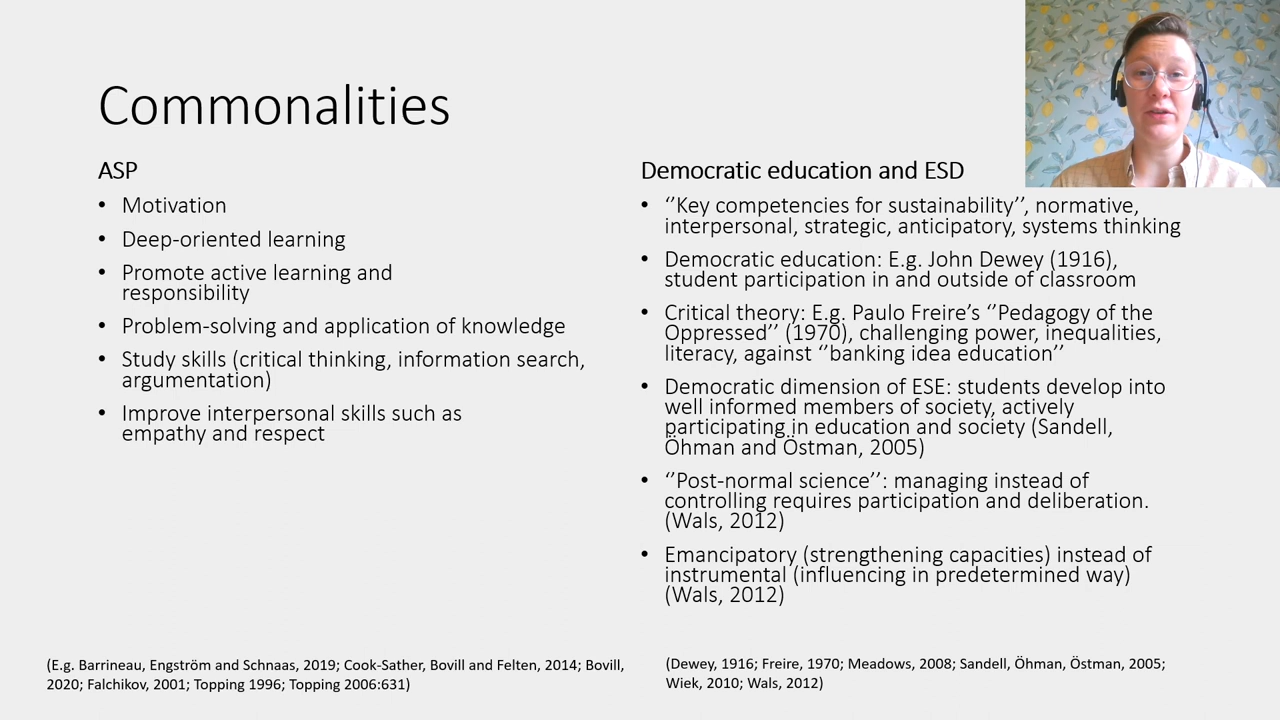 Commonalities
ASP
• Motivation
• Deep-oriented learning
• Promote active learning and
responsibility
• Problem-solving and application of knowledge
• Study skills (critical thinking, information search,
argumentation)
• Improve interpersonal skills such as
empathy and respect
Democratic education and ESD
• ‘’Key competencies for sustainability’’, normative,
interpersonal, strategic, anticipatory, systems thinking
• Democratic education: E.g. John Dewey (1916),
student participation in and outside of classroom
• Critical theory: E.g. Paulo Freire’s ‘’Pedagogy of the
Oppressed’’ (1970), challenging power, inequalities,
literacy, against ‘’banking idea education’’
• Democratic dimension of ESE: students develop into
well informed members of society, actively
participating in education and society (Sandell,
Öhman and Östman, 2005)
• ‘’Post-normal science’’: managing instead of
controlling requires participation and deliberation.
(Wals, 2012)
• Emancipatory (strengthening capacities) instead of
instrumental (influencing in predetermined way)
(Wals, 2012)
(E.g. Barrineau, Engström and Schnaas, 2019; Cook-Sather, Bovill and Felten, 2014; Bovill,
2020; Falchikov, 2001; Topping 1996; Topping 2006:631)
(Dewey, 1916; Freire, 1970; Meadows, 2008; Sandell, Öhman, Östman, 2005;
Wiek, 2010; Wals, 2012)